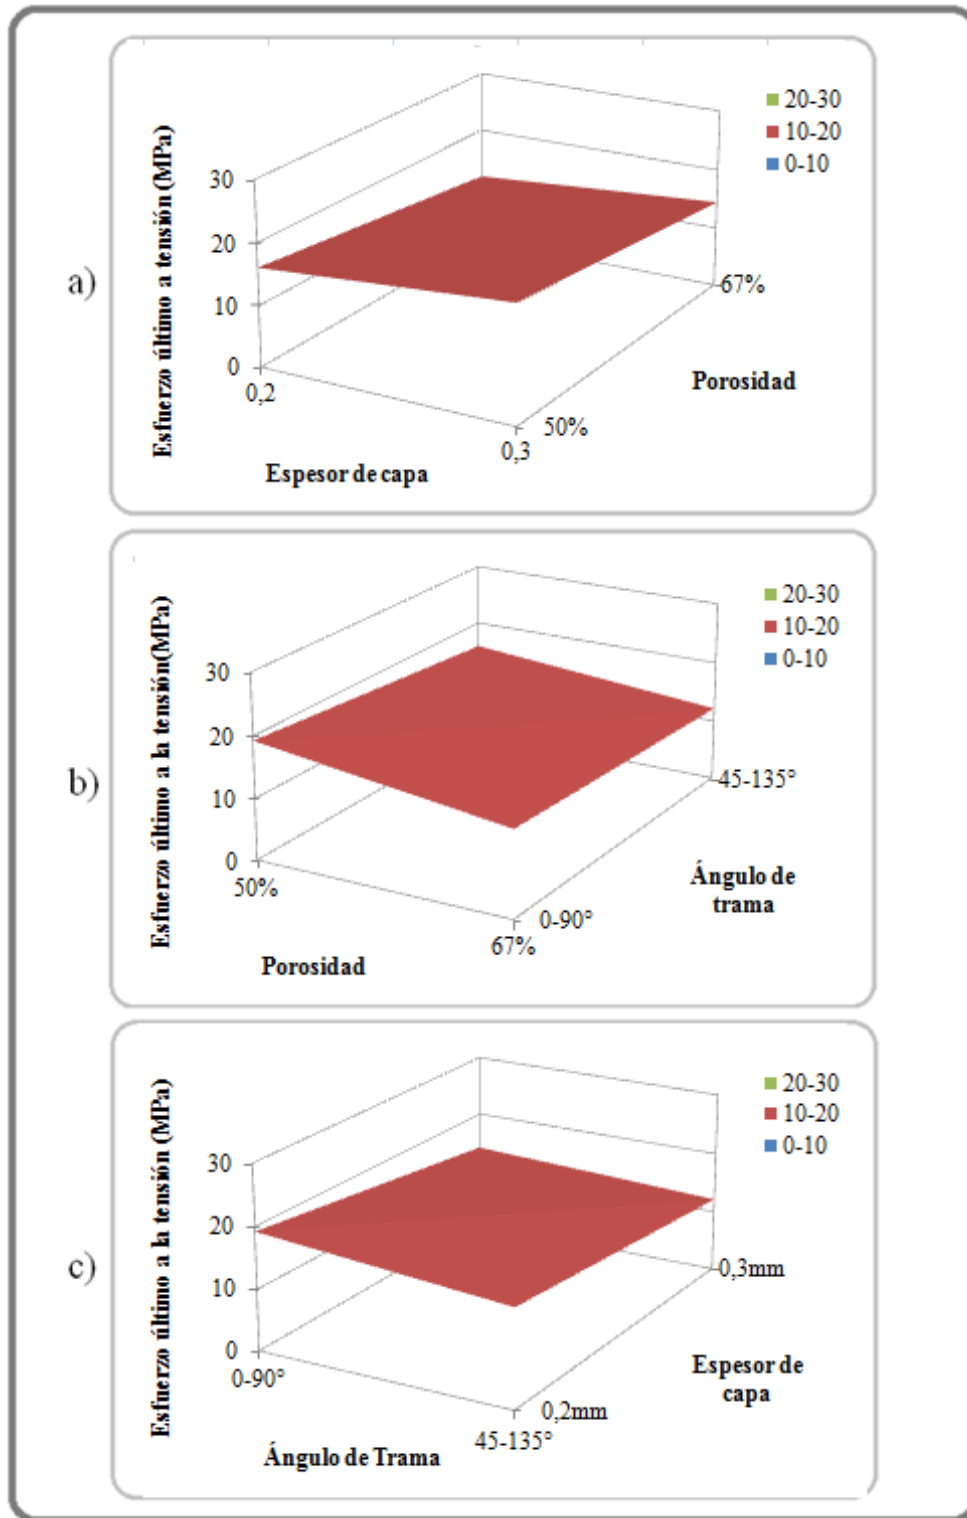 a)
Esfuerzo último a tensión (MPa)
30
20
10
0
0,2
0,3
Espesor de capa
50%
67%
Porosidad
20-30
10-20
0-10
b)
Esfuerzo último a la tensión(MPa)
30
20
10
0
50%
67%
Porosidad
0-90°
45-135°
Ángulo de
trama
20-30
10-20
0-10
c)
Esfuerzo último a la tensión (MPa)
30
20
10
0
0-90°
45-135°
Ángulo de Trama
0,2mm
0,3mm
Espesor de
capa
20-30
10-20
0-10